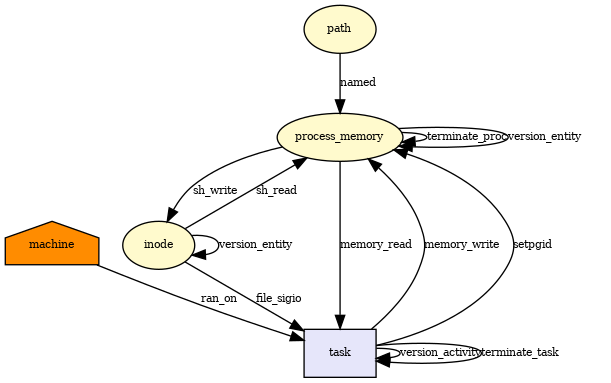 path
named
process_memory
terminate_proc
version_entity
sh_write
sh_read
machine
inode
version_entity
memory_read
memory_write
setpgid
ran_on
file_sigio
task
version_activity
terminate_task